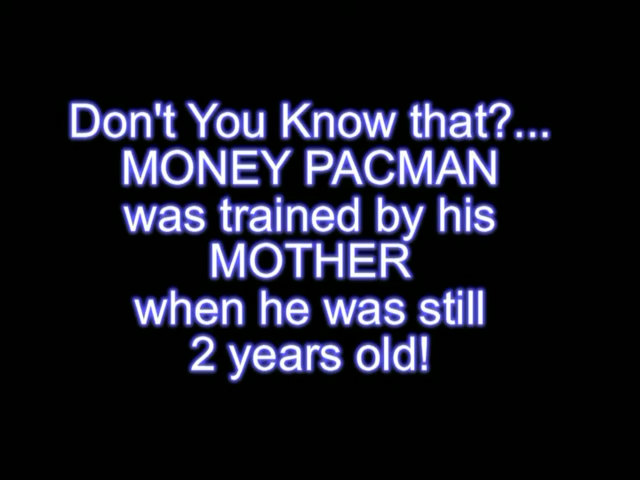 Don't You Know that?...
MONEY PACMAN
was trained by his
MOTHER
when he was still
2 years old!